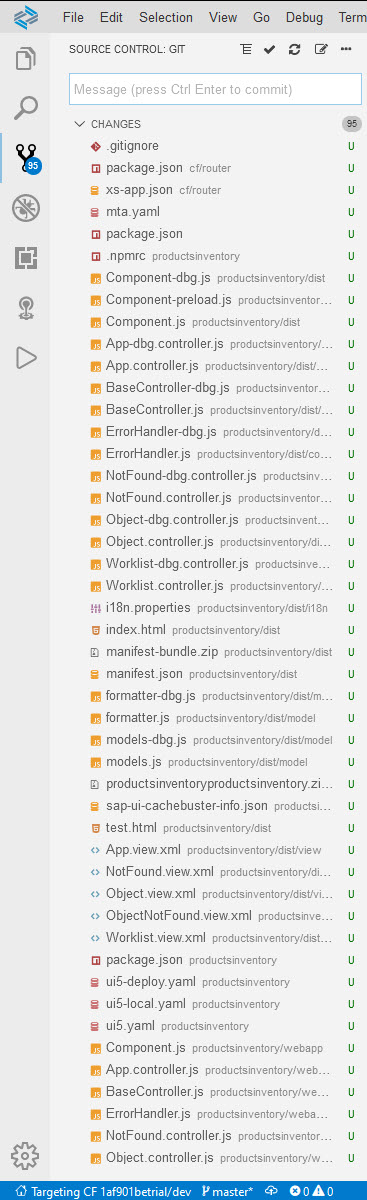 File Edit Selection View Go Debug Term
SOURCE CONTROL: GIT
Message (press Ctrl Enter to commit)
CHANGES 95
.gitignore U
package.json cf/router U
95
xs-app.json cf/router U
mta.yaml U
package.json U
.npmrc productsinventory U
Component-dbg.js productsinventory/dist U
Component-preload.js productsinventor... U
Component.js productsinventory/dist U
App-dbg.controller.js productsinventory/... U
App.controller.js productsinventory/dist/... U
BaseController-dbg.js productsinventor... U
BaseController.js productsinventory/dist/... U
ErrorHandler-dbg.js productsinventory/d... U
ErrorHandler.js productsinventory/dist/co... U
NotFound-dbg.controller.js productsinv... U
NotFound.controller.js productsinventor... U
Object-dbg.controller.js productsinvent... U
Object.controller.js productsinventory/di... U
Worklist-dbg.controller.js productsinve... U
Worklist.controller.js productsinventory/... U
i18n.properties productsinventory/dist/i18n U
index.html productsinventory/dist U
manifest-bundle.zip productsinventory/dist U
manifest.json productsinventory/dist U
formatter-dbg.js productsinventory/dist/m... U
formatter.js productsinventory/dist/model U
models-dbg.js productsinventory/dist/model U
models.js productsinventory/dist/model U
productsinventoryproductsinventory.zi... U
sap-ui-cachebuster-info.json productsi... U
test.html productsinventory/dist U
App.view.xml productsinventory/dist/view U
NotFound.view.xml productsinventory/di... U
Object.view.xml productsinventory/dist/vi... U
ObjectNotFound.view.xml productsinve... U
Worklist.view.xml productsinventory/dist... U
package.json productsinventory U
ui5-deploy.yaml productsinventory U
ui5-local.yaml productsinventory U
ui5.yaml productsinventory U
Component.js productsinventory/webapp U
App.controller.js productsinventory/web... U
BaseController.js productsinventory/we... U
ErrorHandler.js productsinventory/weba... U
NotFound.controller.js productsinventor... U
Object.controller.js productsinventory/w... U
Targeting CF 1af901betrial/dev master* 0 0